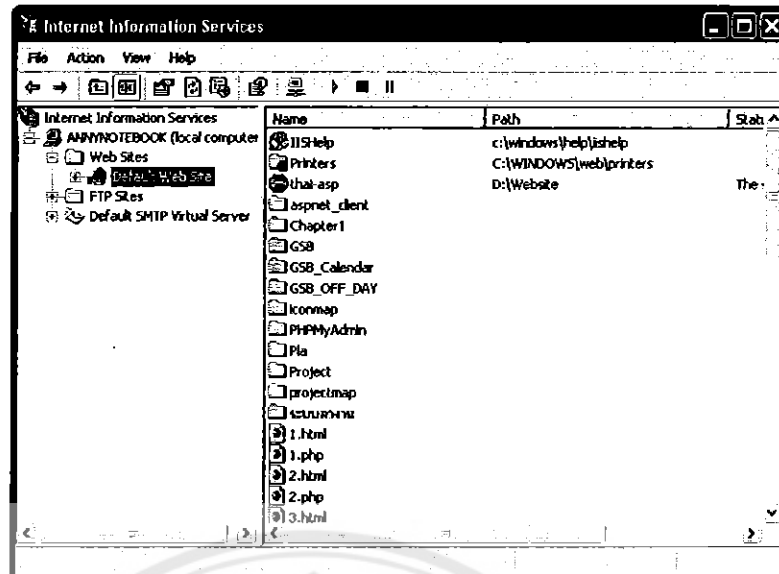 Internet Information Services
File Action View Help
Internet Information Services
ANNYNOTEBOOK (local computer
Web Sites
Default Web Site
FTP Sites
Default SMTP Virtual Server
Name Path Stat
IISHelp c:\windows\help\iishelp
Printers C:\WINDOWS\web\printers
thai-asp D:\Website The
aspnet_client
Chapter1
GSB
GSB_Calendar
GSB_OFF_DAY
iconmap
PHPMyAdmin
Pla
Project
projectmap
1.html
1.php
2.html
2.php
3.html